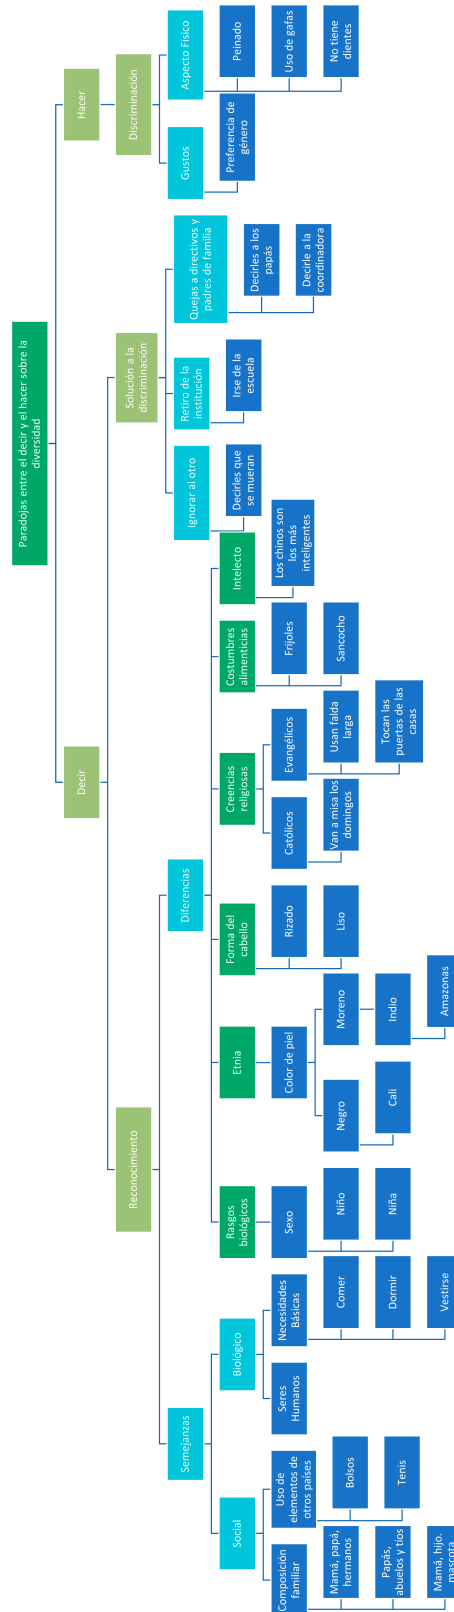 Paradojas entre el decir y el hacer sobre la
diversidad
Decir
Reconocimiento
Semejanzas
Social
Composición
familiar
Mamá, papá,
hermanos
Papás,
abuelos y tíos
Mamá, hijo.
mascota
Uso de
elementos de
otros países
Bolsos
Tenis
Biológico
Seres
Humanos
Necesidades
Básicas
Comer
Dormir
Vestirse
Diferencias
Rasgos
biológicos
Sexo
Niño
Niña
Etnia
Color de piel
Negro
Cali
Moreno
Indio
Amazonas
Forma del
cabello
Rizado
Liso
Creencias
religiosas
Católicos
Van a misa los
domingos
Evangélicos
Usan falda
larga
Tocan las
puertas de las
casas
Costumbres
alimenticias
Frijoles
Sancocho
Intelecto
Los chinos son
los más
inteligentes
Solución a la
discriminación
Ignorar al otro
Decirles que
se mueran
Retiro de la
institución
Irse de la
escuela
Quejas a directivos y
padres de familia
Decirles a los
papás
Decirle a la
coordinadora
Hacer
Discriminación
Gustos
Preferencia de
género
Aspecto Físico
Peinado
Uso de gafas
No tiene
dientes